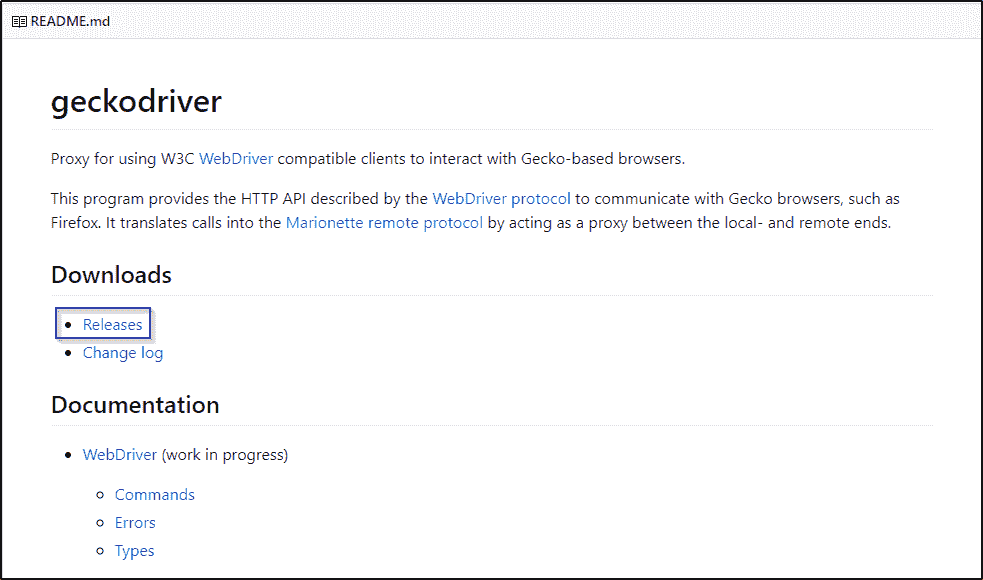 README.md
geckodriver
Proxy for using W3C WebDriver compatible clients to interact with Gecko-based browsers.
This program provides the HTTP API described by the WebDriver protocol to communicate with Gecko browsers, such as
Firefox. It translates calls into the Marionette remote protocol by acting as a proxy between the local- and remote ends.
Downloads
• Releases
• Change log
Documentation
• WebDriver (work in progress)
◦ Commands
◦ Errors
◦ Types